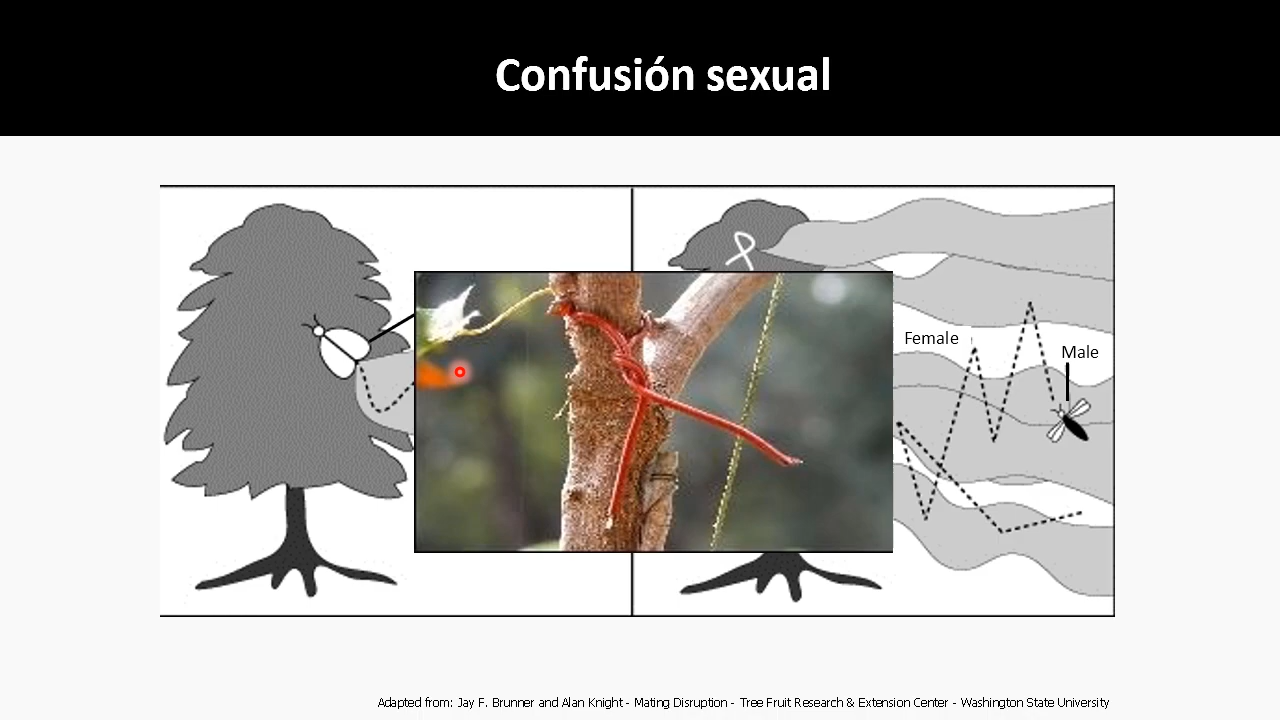 Confusión sexual
Female
Male
Adapted from: Jay F. Brunner and Alan Knight - Mating Disruption - Tree Fruit Research & Extension Center - Washington State University